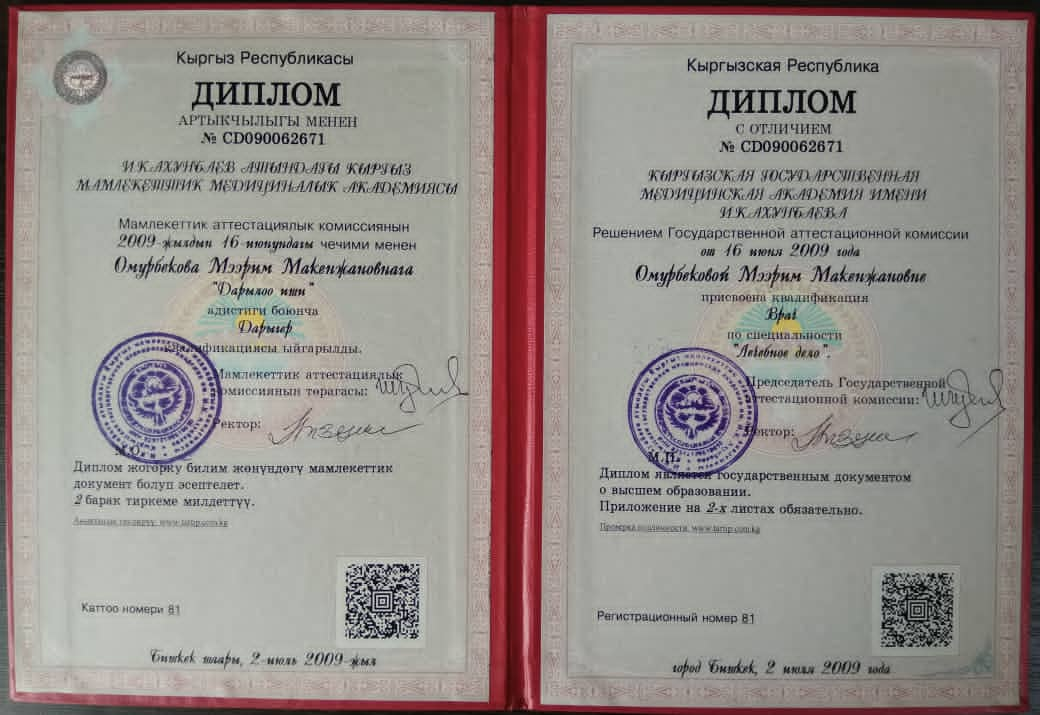 Кыргыз Республикасы
ДИПЛОМ
АРТЫКЧЫЛЫГЫ МЕНЕН
№ CD090062671
И.К.АХУНБАЕВ АТЫНДАГЫ КЫРГЫЗ
МАМЛЕКЕТТИК МЕДИЦИНАЛЫК АКАДЕМИЯСЫ
Мамлекеттик аттестациялык комиссиянын
2009-жылдын 16-июнундагы чечими менен
Омурбекова Мээрим Макенжановнага
"Дарылоо иши"
адистиги боюнча
Дарыгер
квалификациясы ыйгарылды.
Мамлекеттик аттестациялык
комиссиянын төрагасы:
Ректор:
М.О.
Диплом жогорку билим жөнүндөгү мамлекеттик
документ болуп эсептелет.
2 барак тиркеме милдеттүү.
www.tamp.com.kg
Каттоо номери 81
Бишкек шаары, 2-июль 2009-жыл
Кыргызская Республика
ДИПЛОМ
С ОТЛИЧИЕМ
№ CD090062671
КЫРГЫЗСКАЯ ГОСУДАРСТВЕННАЯ
МЕДИЦИНСКАЯ АКАДЕМИЯ ИМЕНИ
И.К.АХУНБАЕВА
Решением Государственной аттестационной комиссии
от 16 июня 2009 года
Омурбековой Мээрим Макенжановне
присвоена квалификация
Врач
по специальности
"Лечебное дело".
Председатель Государственной
аттестационной комиссии:
Ректор:
М.П.
Диплом является государственным документом
о высшем образовании.
Приложение на 2-х листах обязательно.
Проверка подлинности: www.tamp.com.kg
Регистрационный номер 81
город Бишкек, 2 июля 2009 года